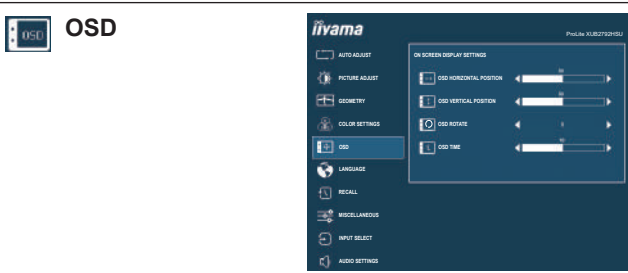 OSD
OSD
iiyama
ProLite XUB2792HSU
AUTO ADJUST
PICTURE ADJUST
GEOMETRY
COLOR SETTINGS
OSD
LANGUAGE
RECALL
MISCELLANEOUS
INPUT SELECT
AUDIO SETTINGS
ON SCREEN DISPLAY SETTINGS
OSD HORIZONTAL POSITION
OSD VERTICAL POSITION
OSD ROTATE
OSD TIME